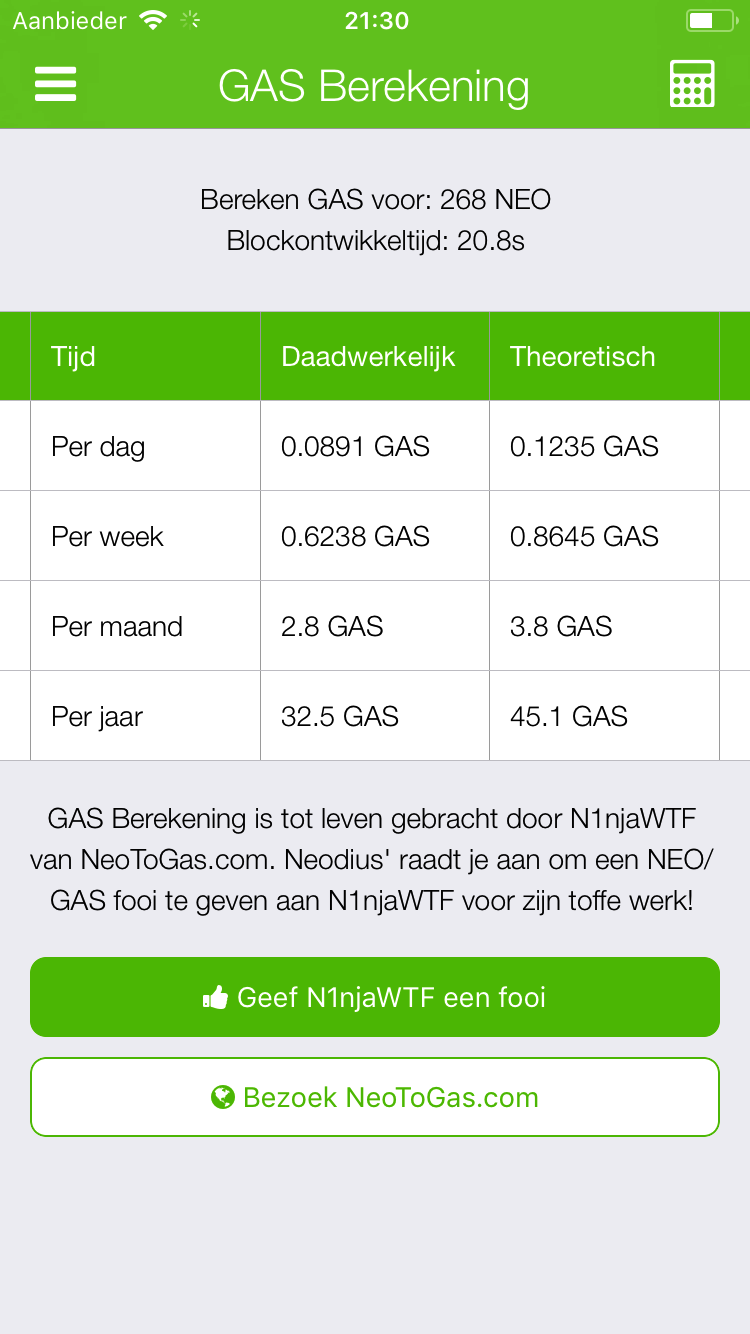 Aanbieder 21:30
GAS Berekening
Bereken GAS voor: 268 NEO
Blockontwikkeltijd: 20.8s
Tijd Daadwerkelijk Theoretisch
Per dag 0.0891 GAS 0.1235 GAS
Per week 0.6238 GAS 0.8645 GAS
Per maand 2.8 GAS 3.8 GAS
Per jaar 32.5 GAS 45.1 GAS
GAS Berekening is tot leven gebracht door N1njaWTF
van NeoToGas.com. Neodius' raadt je aan om een NEO/
GAS fooi te geven aan N1njaWTF voor zijn toffe werk!
Geef N1njaWTF een fooi
Bezoek NeoToGas.com